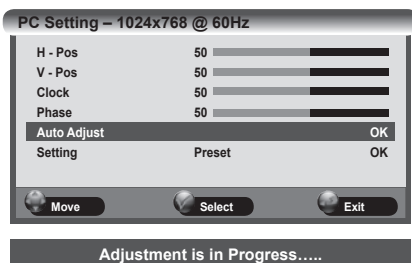 PC Setting – 1024x768 @ 60Hz
H - Pos 50
V - Pos 50
Clock 50
Phase 50
Auto Adjust OK
Setting Preset OK
Move Select Exit
Adjustment is in Progress.....